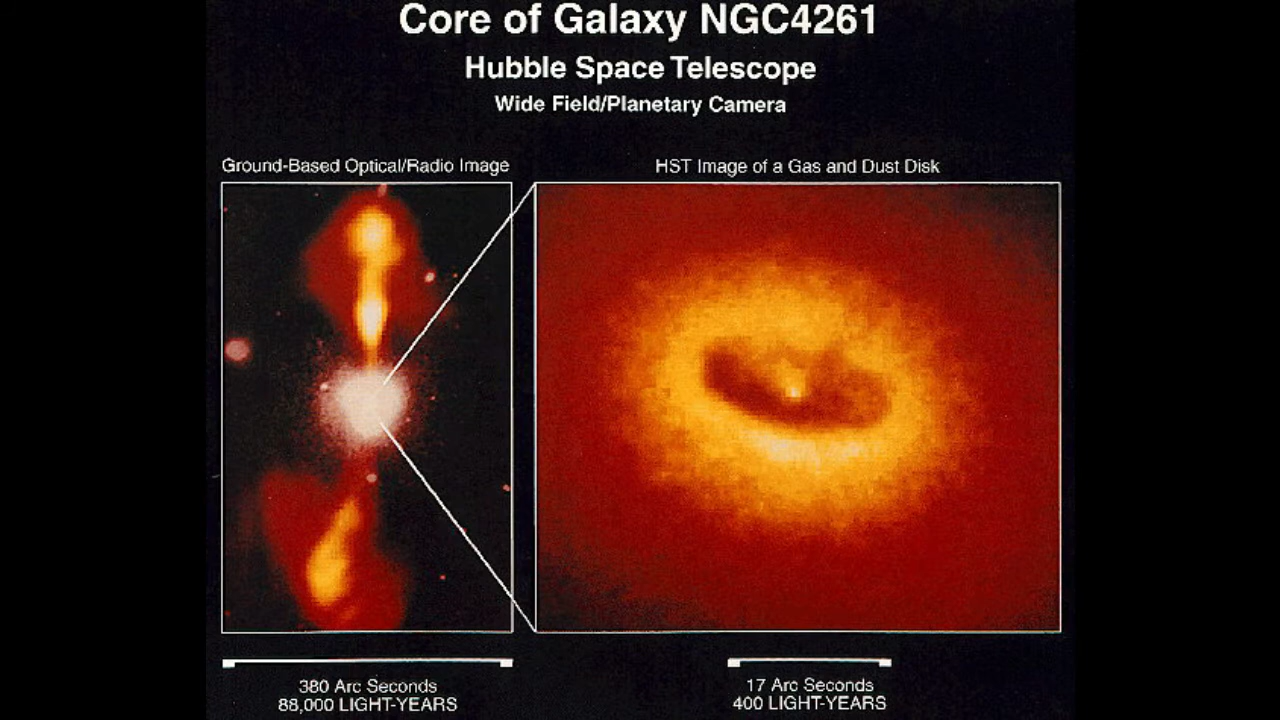 Core of Galaxy NGC4261
Hubble Space Telescope
Wide Field/Planetary Camera
Ground-Based Optical/Radio Image
HST Image of a Gas and Dust Disk
380 Arc Seconds
88,000 LIGHT-YEARS
17 Arc Seconds
400 LIGHT-YEARS